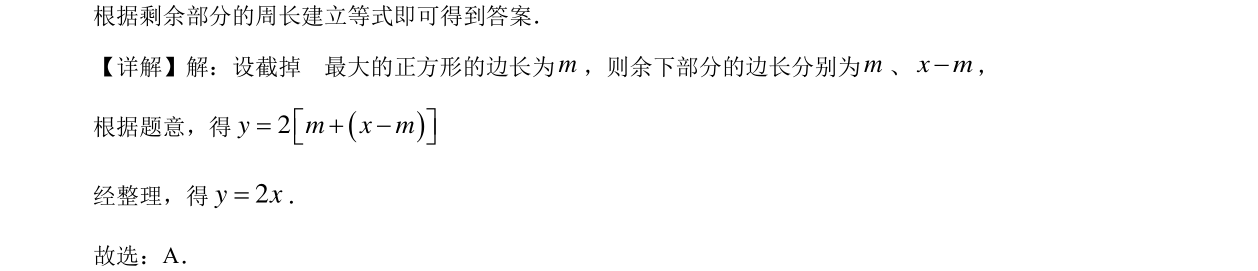 根据剩余部分的周长建立等式即可得到答案．
【详解】解：设截掉　最大的正方形的边长为m，则余下部分的边长分别为m、x−m，
根据题意，得y=2[m+(x−m)]
经整理，得y=2x．
故选：A．